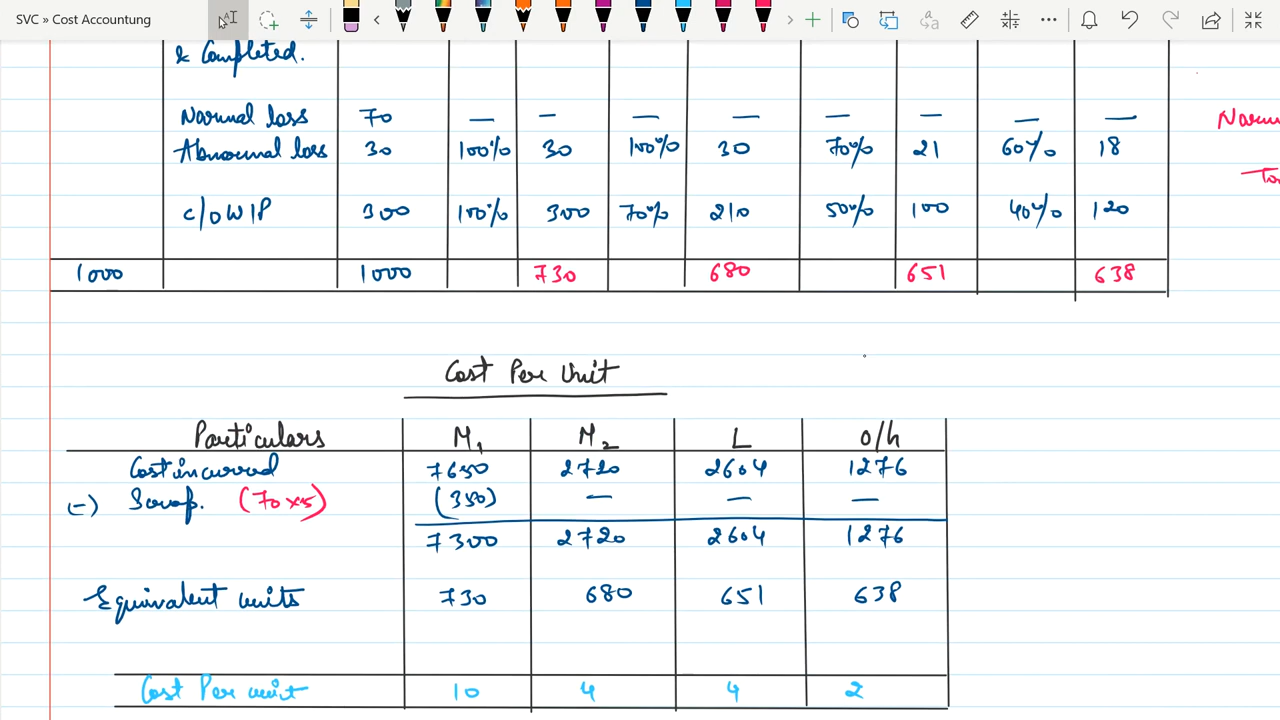 SVC » Cost Accountung
& Completed.
Normal loss 70 — — — — — — — — Norm
Abnormal loss 30 100% 30 100% 30 70% 21 60% 18
To
c/o WIP 300 100% 300 70% 210 50% 100 40% 120
1000 1000 730 680 651 638
Cost Per Unit
Particulars M1 M2 L o/h
Cost incurred 7650 2720 2604 1276
(-) Scrap. (70×5) (350) — — —
7300 2720 2604 1276
Equivalent units 730 680 651 638
Cost Per unit 10 4 4 2